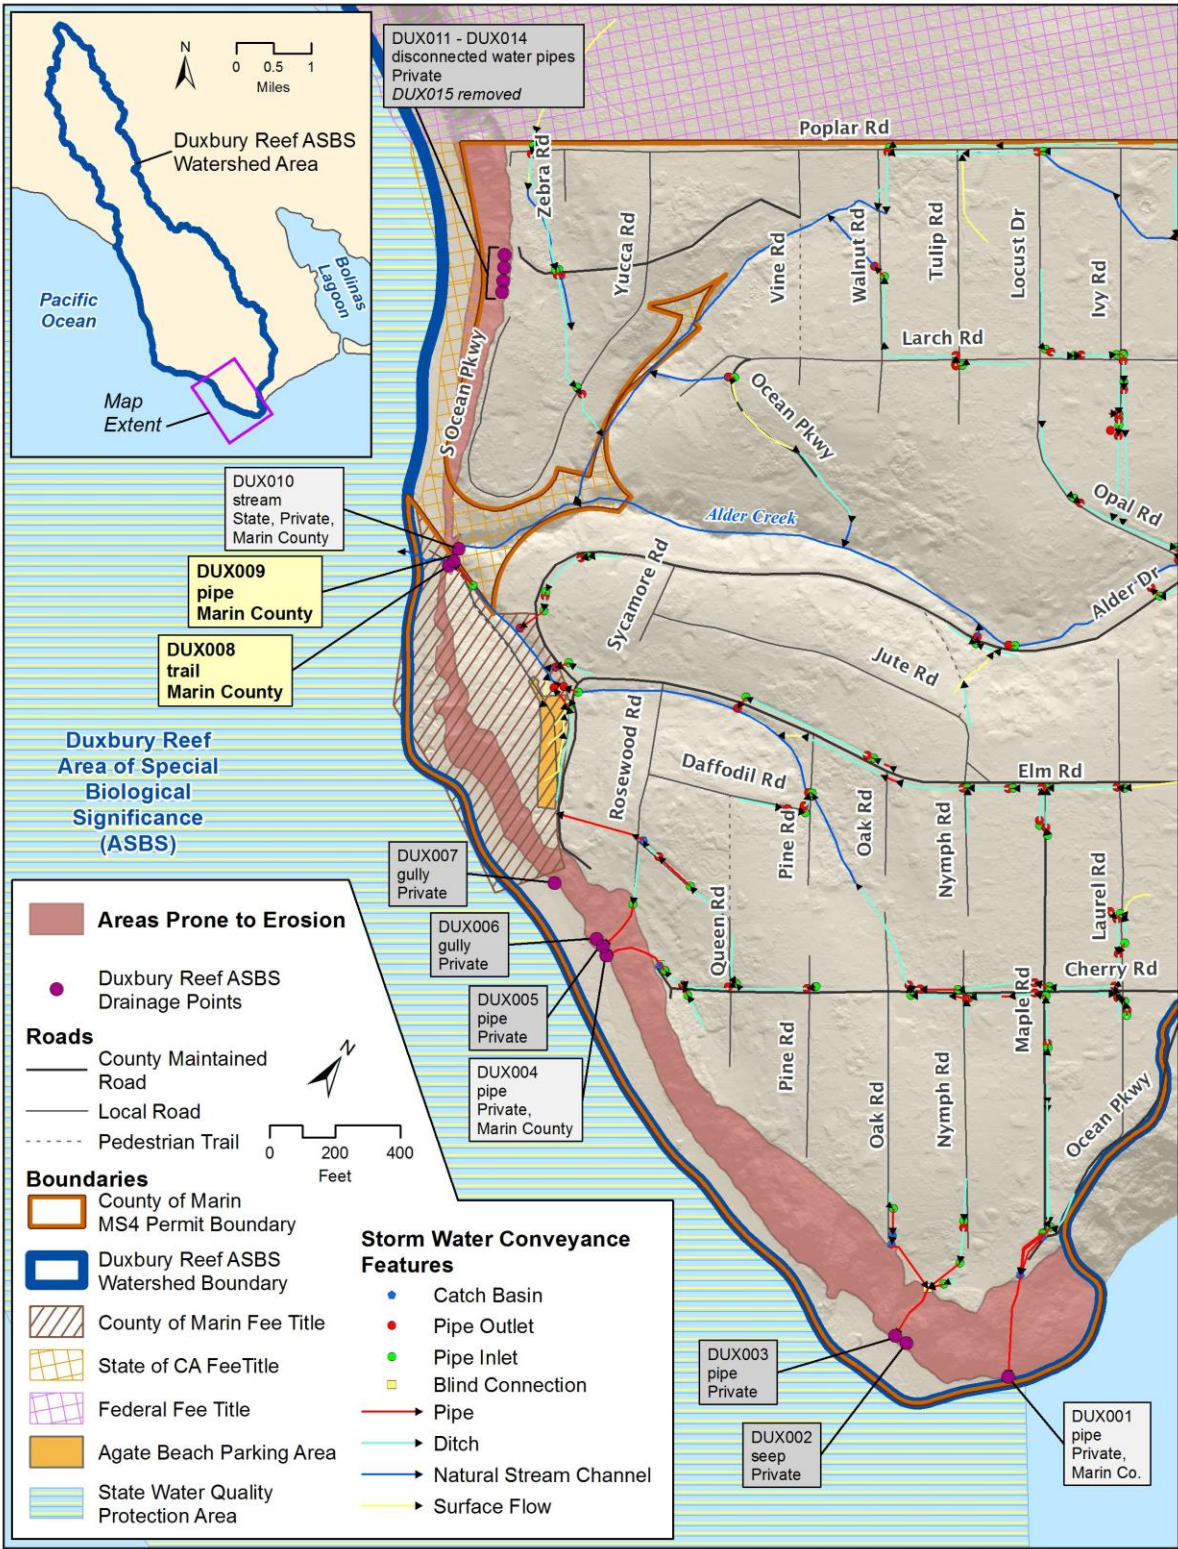 N
0 0.5 1
Miles
Duxbury Reef ASBS
Watershed Area
Bolinas
Lagoon
Pacific
Ocean
Map
Extent
DUX011 - DUX014
disconnected water pipes
Private
DUX015 removed
Poplar Rd
Zebra Rd
Yucca Rd
Vine Rd
Walnut Rd
Tulip Rd
Locust Dr
Ivy Rd
Larch Rd
S Ocean Pkwy
Ocean Pkwy
Opal Rd
Alder Creek
Alder Dr
Sycamore Rd
Jute Rd
DUX010
stream
State, Private,
Marin County
DUX009
pipe
Marin County
DUX008
trail
Marin County
Duxbury Reef
Area of Special
Biological
Significance
(ASBS)
Rosewood Rd
Daffodil Rd
Elm Rd
Pine Rd
Oak Rd
Nymph Rd
Queen Rd
Laurel Rd
Cherry Rd
Maple Rd
Pine Rd
Oak Rd
Nymph Rd
Ocean Pkwy
DUX007
gully
Private
DUX006
gully
Private
DUX005
pipe
Private
DUX004
pipe
Private,
Marin County
DUX003
pipe
Private
DUX002
seep
Private
DUX001
pipe
Private,
Marin Co.
Areas Prone to Erosion
Duxbury Reef ASBS
Drainage Points
Roads
County Maintained
Road
Local Road
Pedestrian Trail
N
0 200 400
Feet
Boundaries
County of Marin
MS4 Permit Boundary
Duxbury Reef ASBS
Watershed Boundary
County of Marin Fee Title
State of CA FeeTitle
Federal Fee Title
Agate Beach Parking Area
State Water Quality
Protection Area
Storm Water Conveyance
Features
Catch Basin
Pipe Outlet
Pipe Inlet
Blind Connection
Pipe
Ditch
Natural Stream Channel
Surface Flow